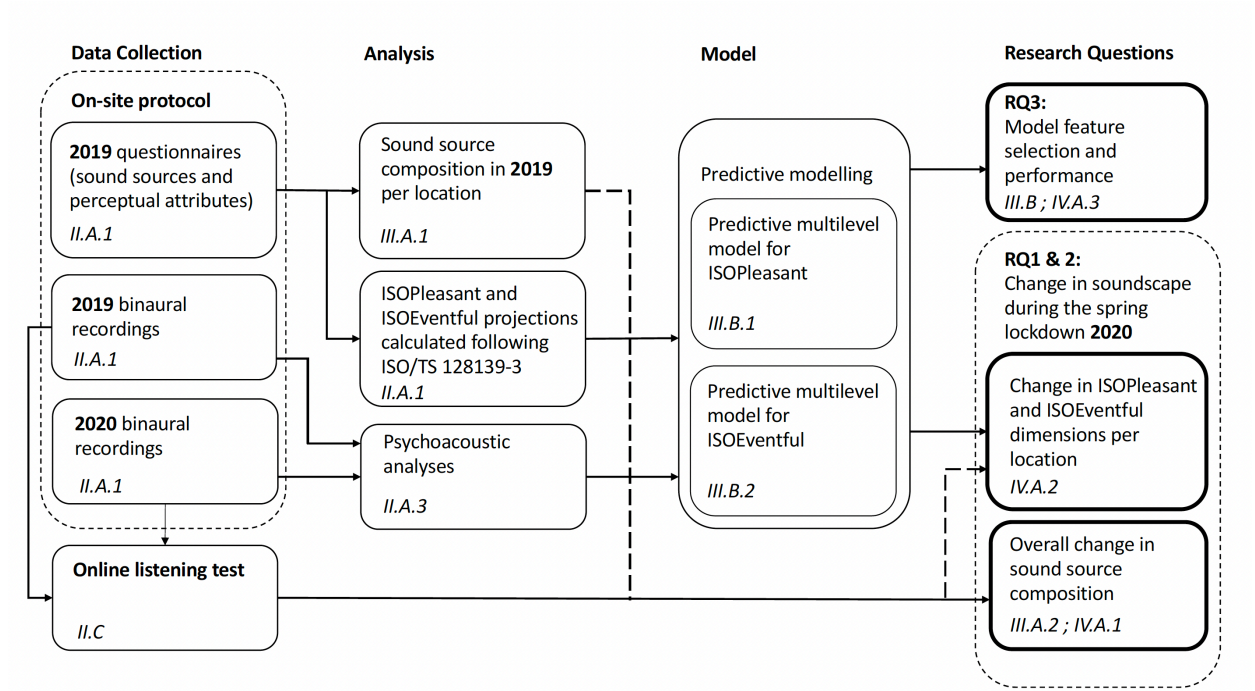 Data Collection
Analysis
Model
Research Questions
On-site protocol
2019 questionnaires
(sound sources and
perceptual attributes)
II.A.1
2019 binaural
recordings
II.A.1
2020 binaural
recordings
II.A.1
Online listening test
II.C
Sound source
composition in 2019
per location
III.A.1
ISOPleasant and
ISOEventful projections
calculated following
ISO/TS 128139-3
II.A.1
Psychoacoustic
analyses
II.A.3
Predictive modelling
Predictive multilevel
model for
ISOPleasant
III.B.1
Predictive multilevel
model for
ISOEventful
III.B.2
RQ3:
Model feature
selection and
performance
III.B ; IV.A.3
RQ1 & 2:
Change in soundscape
during the spring
lockdown 2020
Change in ISOPleasant
and ISOEventful
dimensions per
location
IV.A.2
Overall change in
sound source
composition
III.A.2 ; IV.A.1